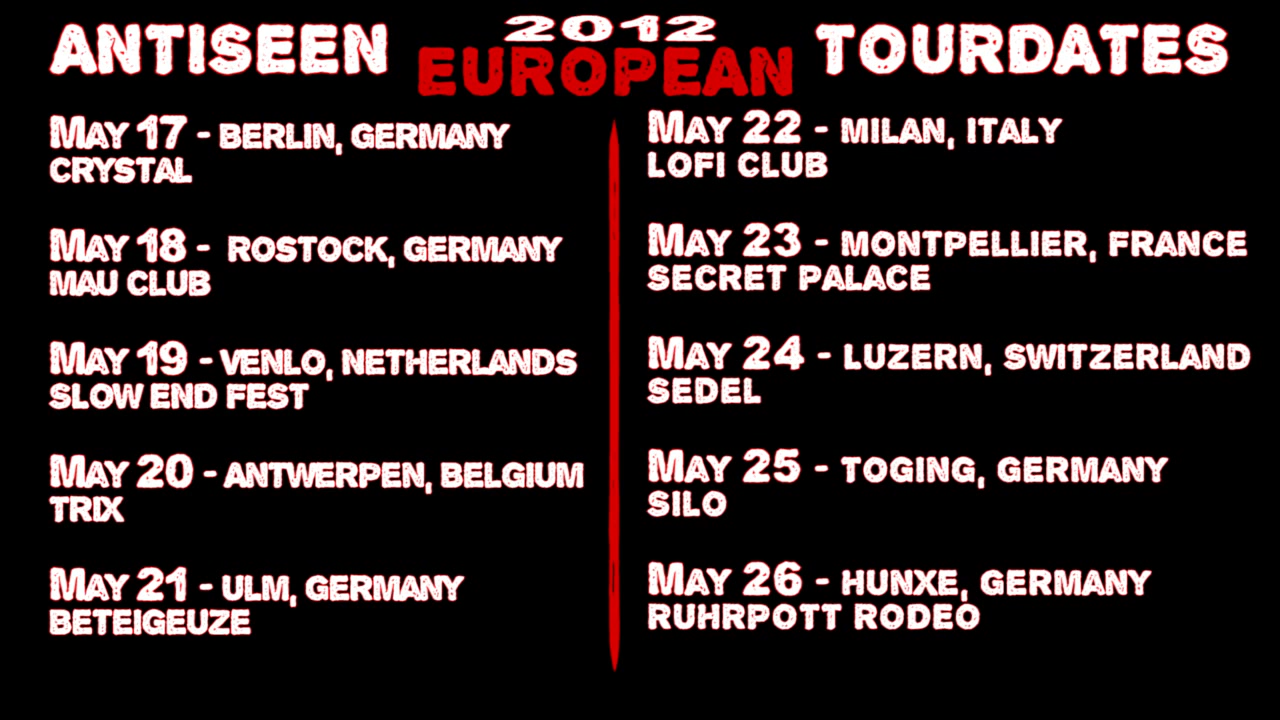 ANTISEEN 2012 EUROPEAN TOURDATES
MAY 17 - BERLIN, GERMANY
CRYSTAL
MAY 18 - ROSTOCK, GERMANY
MAU CLUB
MAY 19 - VENLO, NETHERLANDS
SLOW END FEST
MAY 20 - ANTWERPEN, BELGIUM
TRIX
MAY 21 - ULM, GERMANY
BETEIGEUZE
MAY 22 - MILAN, ITALY
LOFI CLUB
MAY 23 - MONTPELLIER, FRANCE
SECRET PALACE
MAY 24 - LUZERN, SWITZERLAND
SEDEL
MAY 25 - TOGING, GERMANY
SILO
MAY 26 - HUNXE, GERMANY
RUHRPOTT RODEO